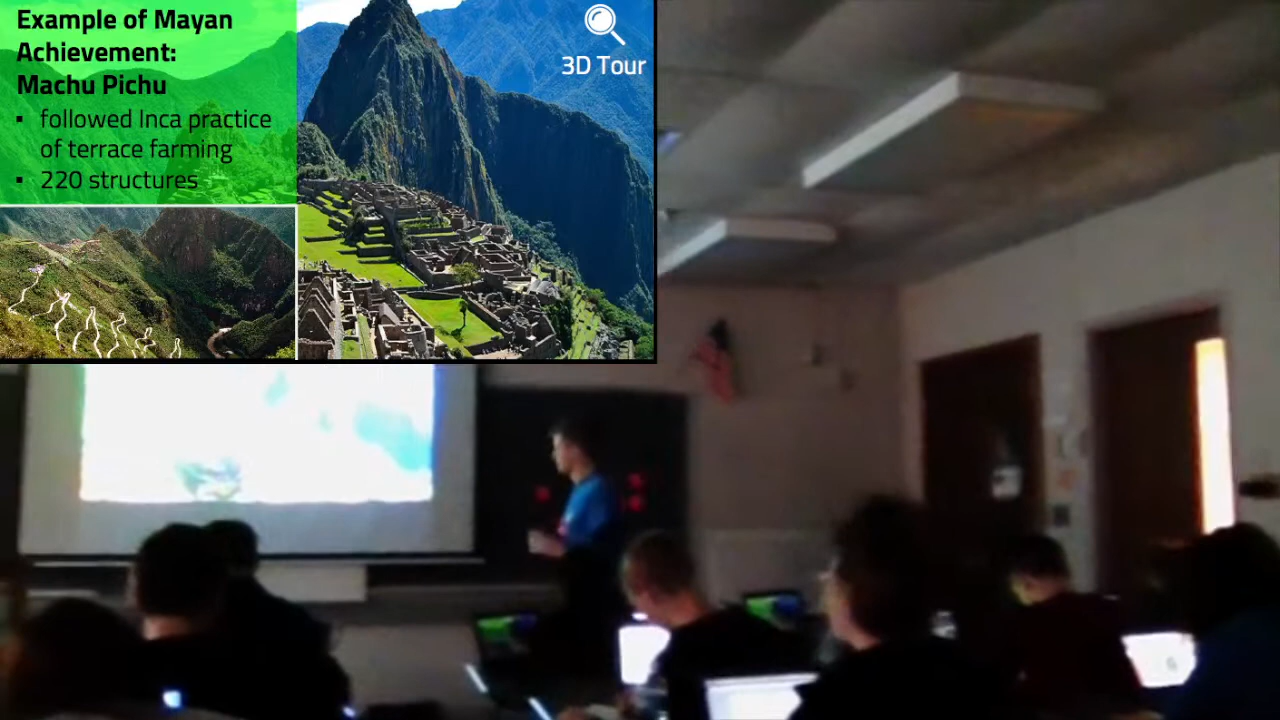 Example of Mayan
Achievement:
Machu Pichu
▪ followed Inca practice
of terrace farming
▪ 220 structures
3D Tour